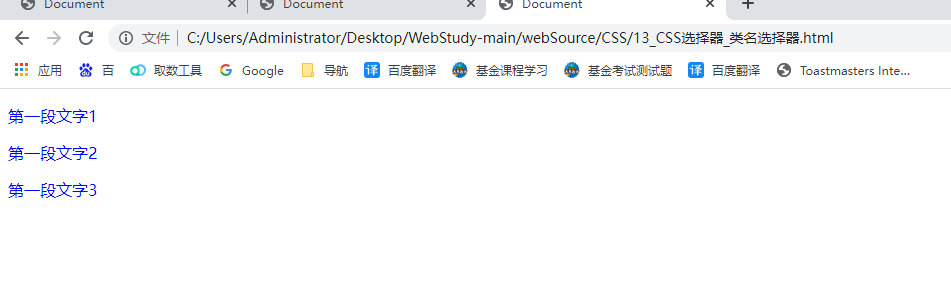 Document Document Document
文件 C:/Users/Administrator/Desktop/WebStudy-main/webSource/CSS/13_CSS选择器_类名选择器.html
应用 百 取数工具 Google 导航 译 百度翻译 基金课程学习 基金考试测试题 译 百度翻译 Toastmasters Inte...
第一段文字1
第一段文字2
第一段文字3